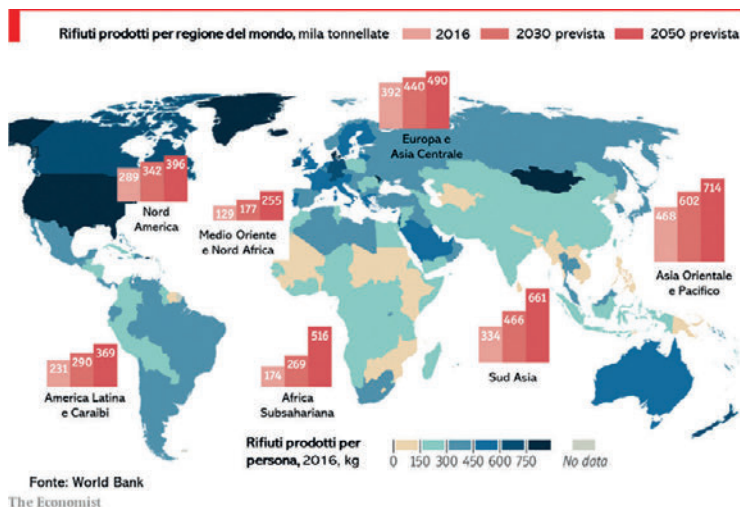 Rifiuti prodotti per regione del mondo, mila tonnellate 2016 2030 prevista 2050 prevista
392 440 490
Europa e
Asia Centrale
289 342 396
Nord
America
129 177 255
Medio Oriente
e Nord Africa
468 602 714
Asia Orientale
e Pacifico
334 466 661
Sud Asia
231 290 369
America Latina
e Caraibi
174 269 516
Africa
Subsahariana
Rifiuti prodotti per
persona, 2016, kg
0 150 300 450 600 750
No data
Fonte: World Bank
The Economist